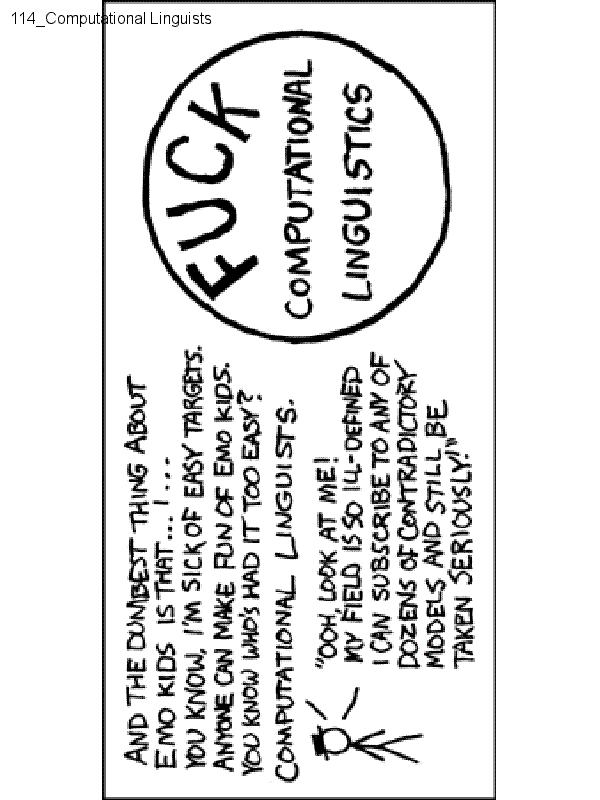 114_Computational Linguists
AND THE DUMBEST THING ABOUT
EMO KIDS IS THAT... I...
YOU KNOW, I'M SICK OF EASY TARGETS.
ANYONE CAN MAKE FUN OF EMO KIDS.
YOU KNOW WHO'S HAD IT TOO EASY?
COMPUTATIONAL LINGUISTS.
"OOH, LOOK AT ME!
MY FIELD IS SO ILL-DEFINED
I CAN SUBSCRIBE TO ANY OF
DOZENS OF CONTRADICTORY
MODELS AND STILL BE
TAKEN SERIOUSLY!"
FUCK
COMPUTATIONAL
LINGUISTICS